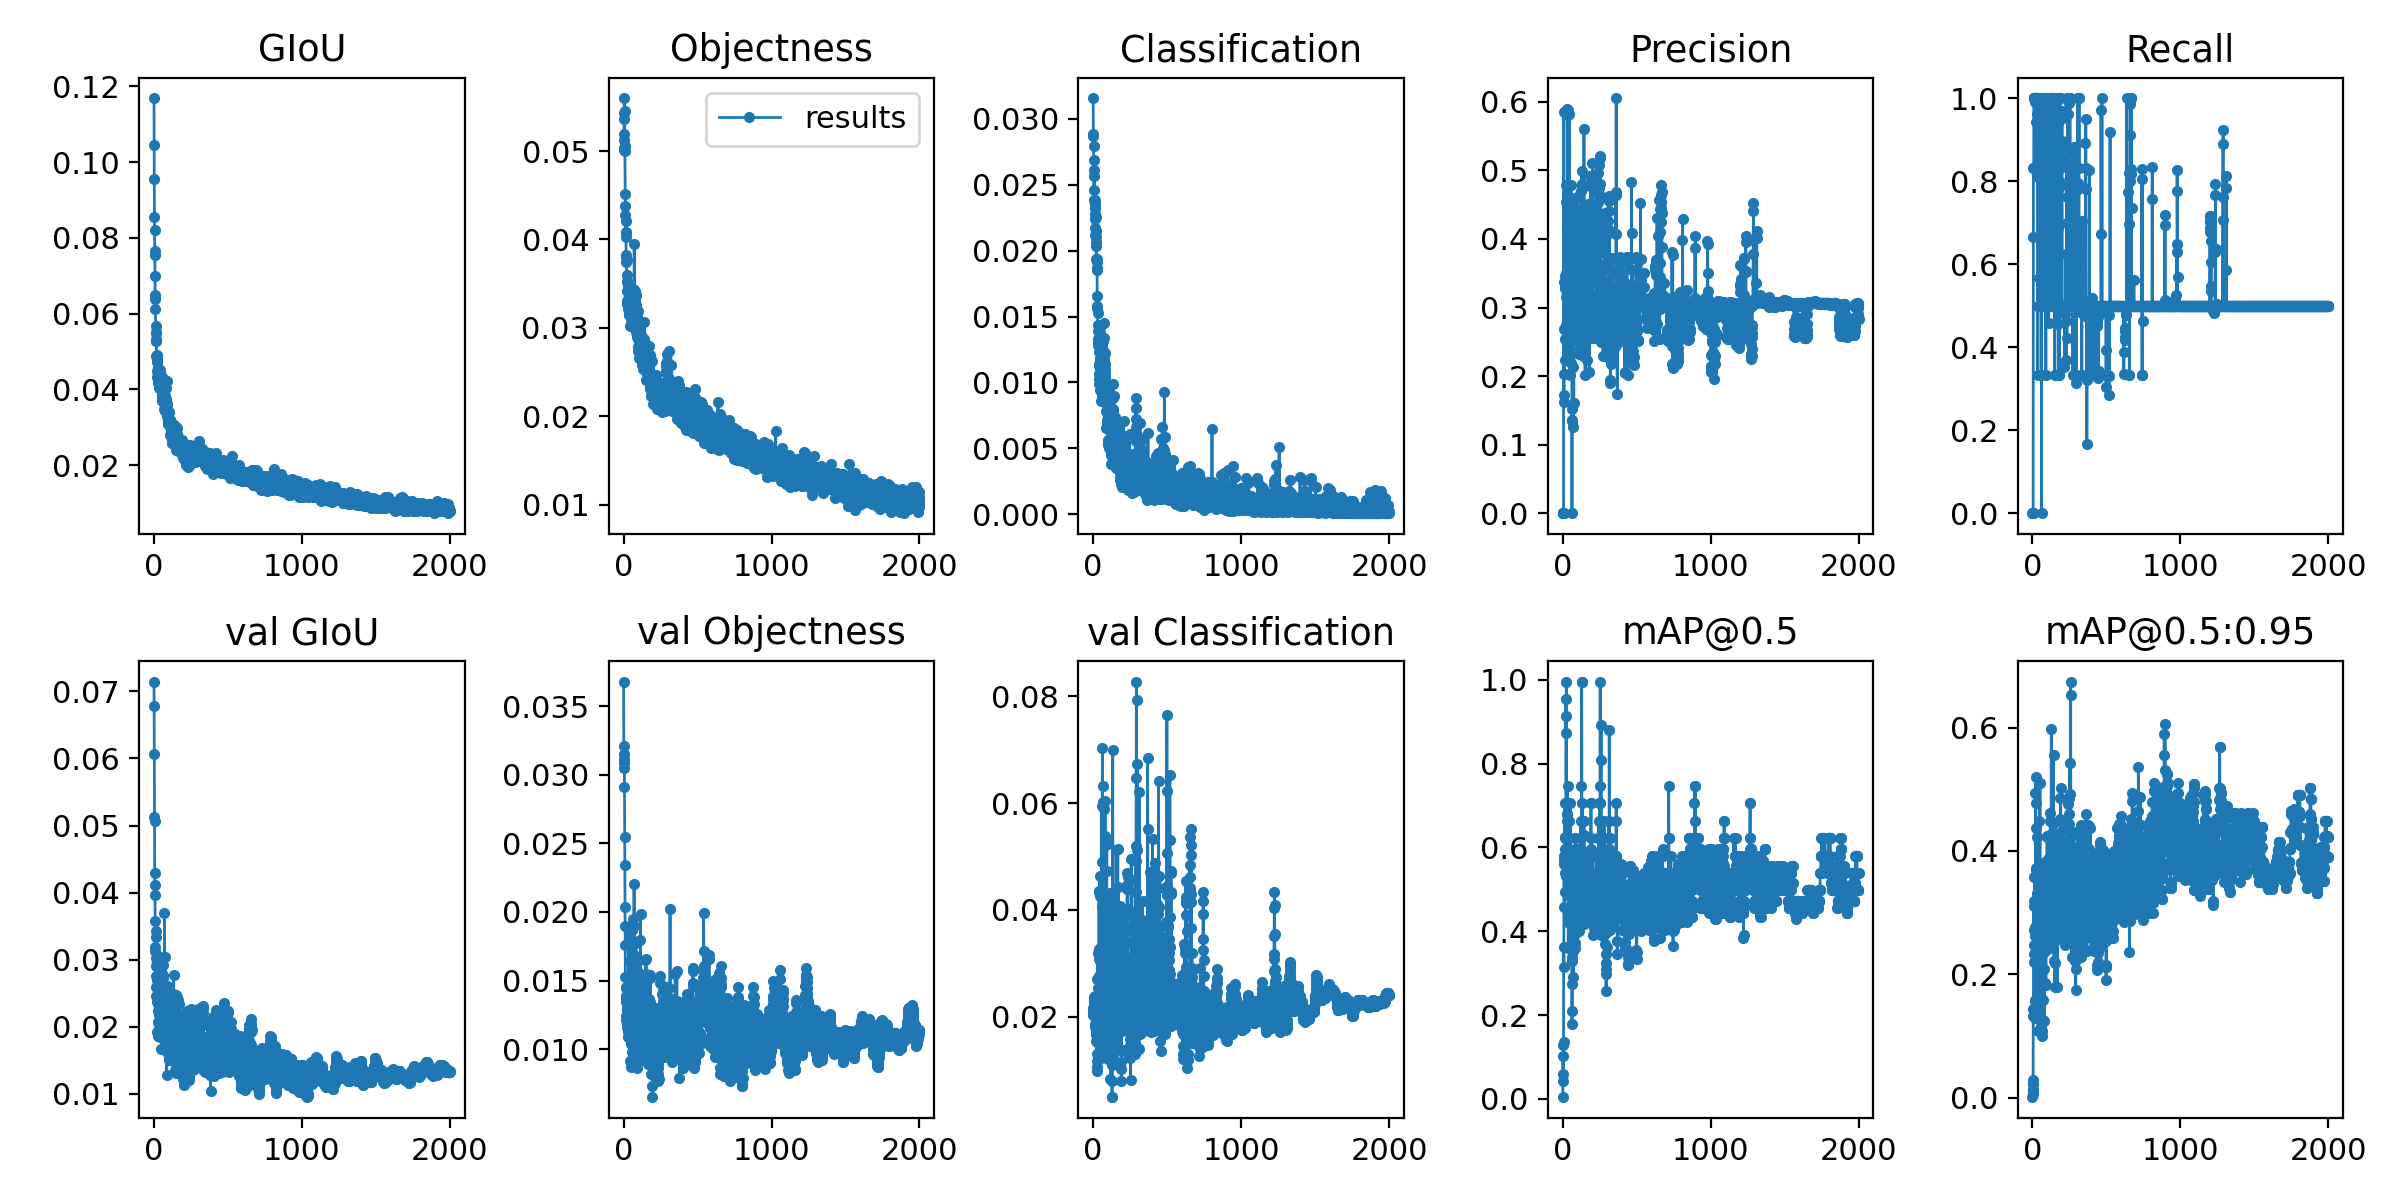 GIoU
0.12
0.10
0.08
0.06
0.04
0.02
0 1000 2000
Objectness
results
0.05
0.04
0.03
0.02
0.01
0 1000 2000
Classification
0.030
0.025
0.020
0.015
0.010
0.005
0.000
0 1000 2000
Precision
0.6
0.5
0.4
0.3
0.2
0.1
0.0
0 1000 2000
Recall
1.0
0.8
0.6
0.4
0.2
0.0
0 1000 2000
val GIoU
0.07
0.06
0.05
0.04
0.03
0.02
0.01
0 1000 2000
val Objectness
0.035
0.030
0.025
0.020
0.015
0.010
0 1000 2000
val Classification
0.08
0.06
0.04
0.02
0 1000 2000
mAP@0.5
1.0
0.8
0.6
0.4
0.2
0.0
0 1000 2000
mAP@0.5:0.95
0.6
0.4
0.2
0.0
0 1000 2000